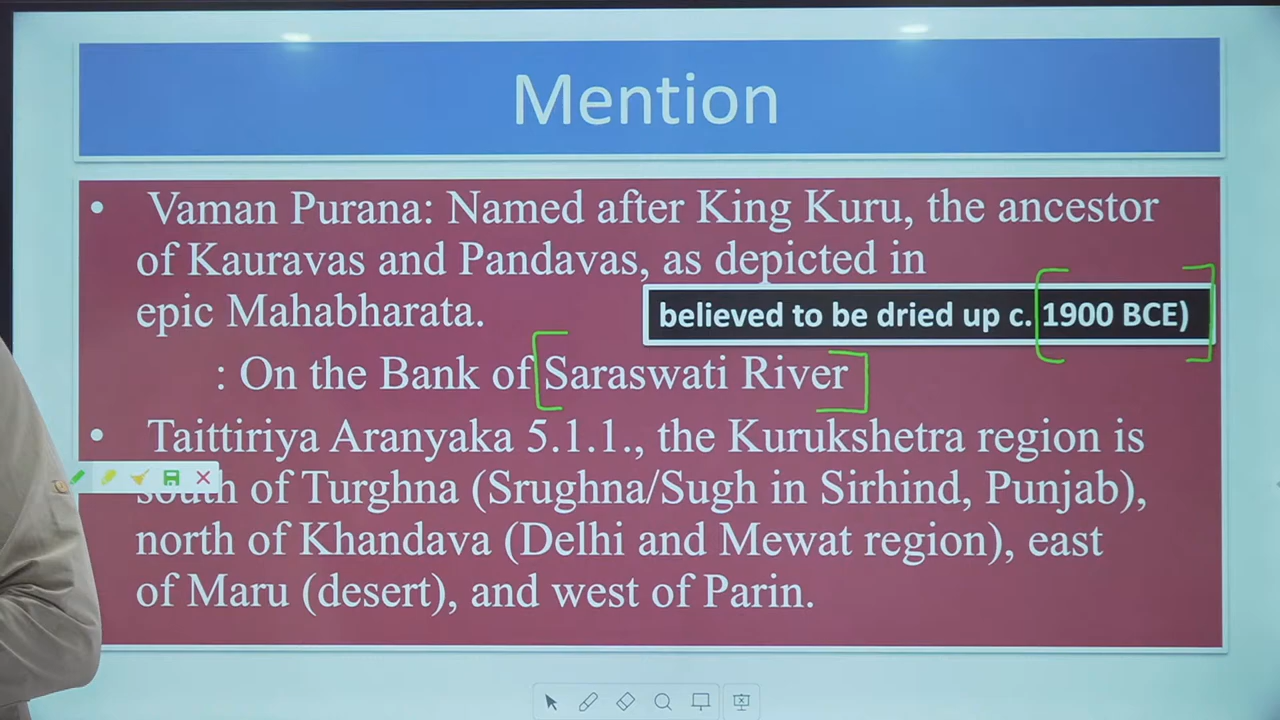 Mention
• Vaman Purana: Named after King Kuru, the ancestor
of Kauravas and Pandavas, as depicted in
epic Mahabharata.
believed to be dried up c. 1900 BCE)
: On the Bank of Saraswati River
• Taittiriya Aranyaka 5.1.1., the Kurukshetra region is
south of Turghna (Srughna/Sugh in Sirhind, Punjab),
north of Khandava (Delhi and Mewat region), east
of Maru (desert), and west of Parin.